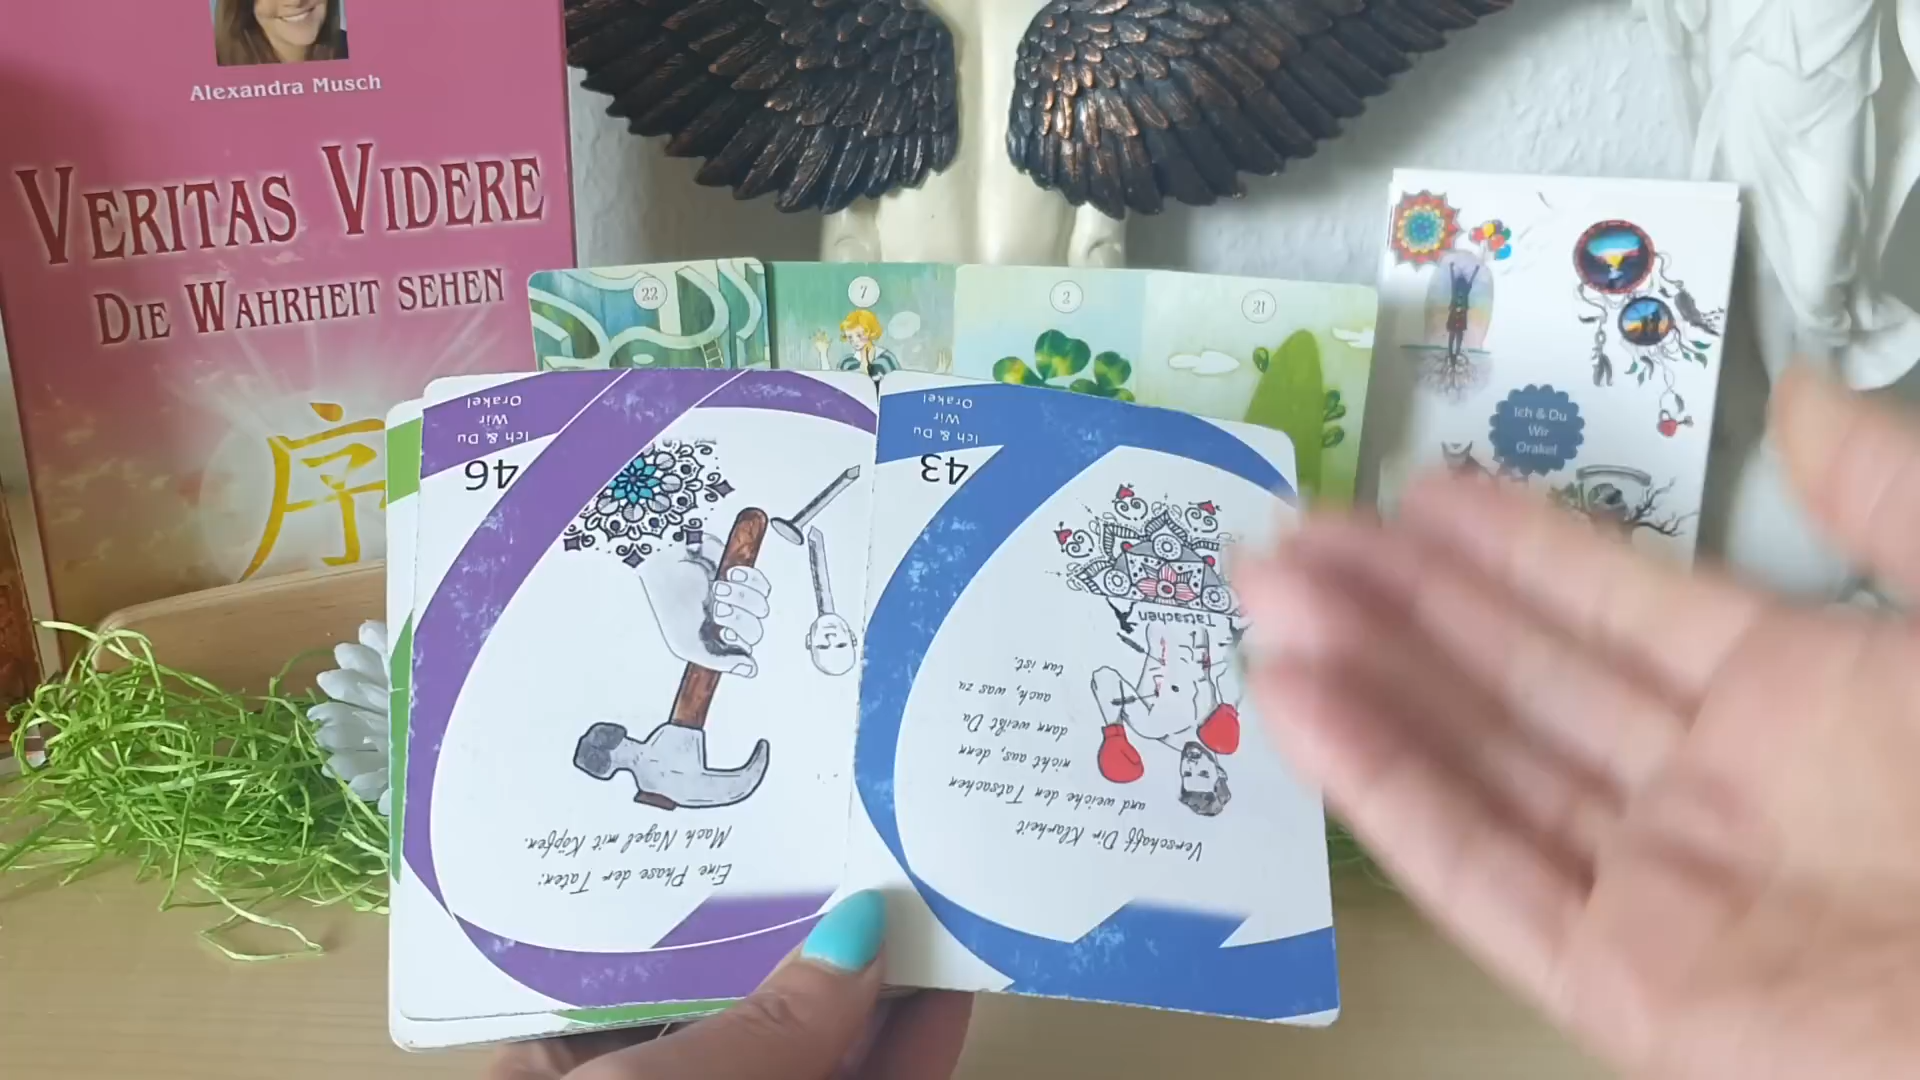 Alexandra Musch
VERITAS VIDERE
DIE WAHRHEIT SEHEN
序
22
7
2
21
Ich & Du
Wir
Orakel
46
Eine Phase der Taten:
Mach Nägel mit Köpfen.
Ich & Du
Wir
Orakel
43
Tatsachen
Verschaff Dir Klarheit
und weiche den Tatsachen
nicht aus, denn
dann weißt Du
auch, was zu
tun ist.
Ich & Du
Wir
Orakel